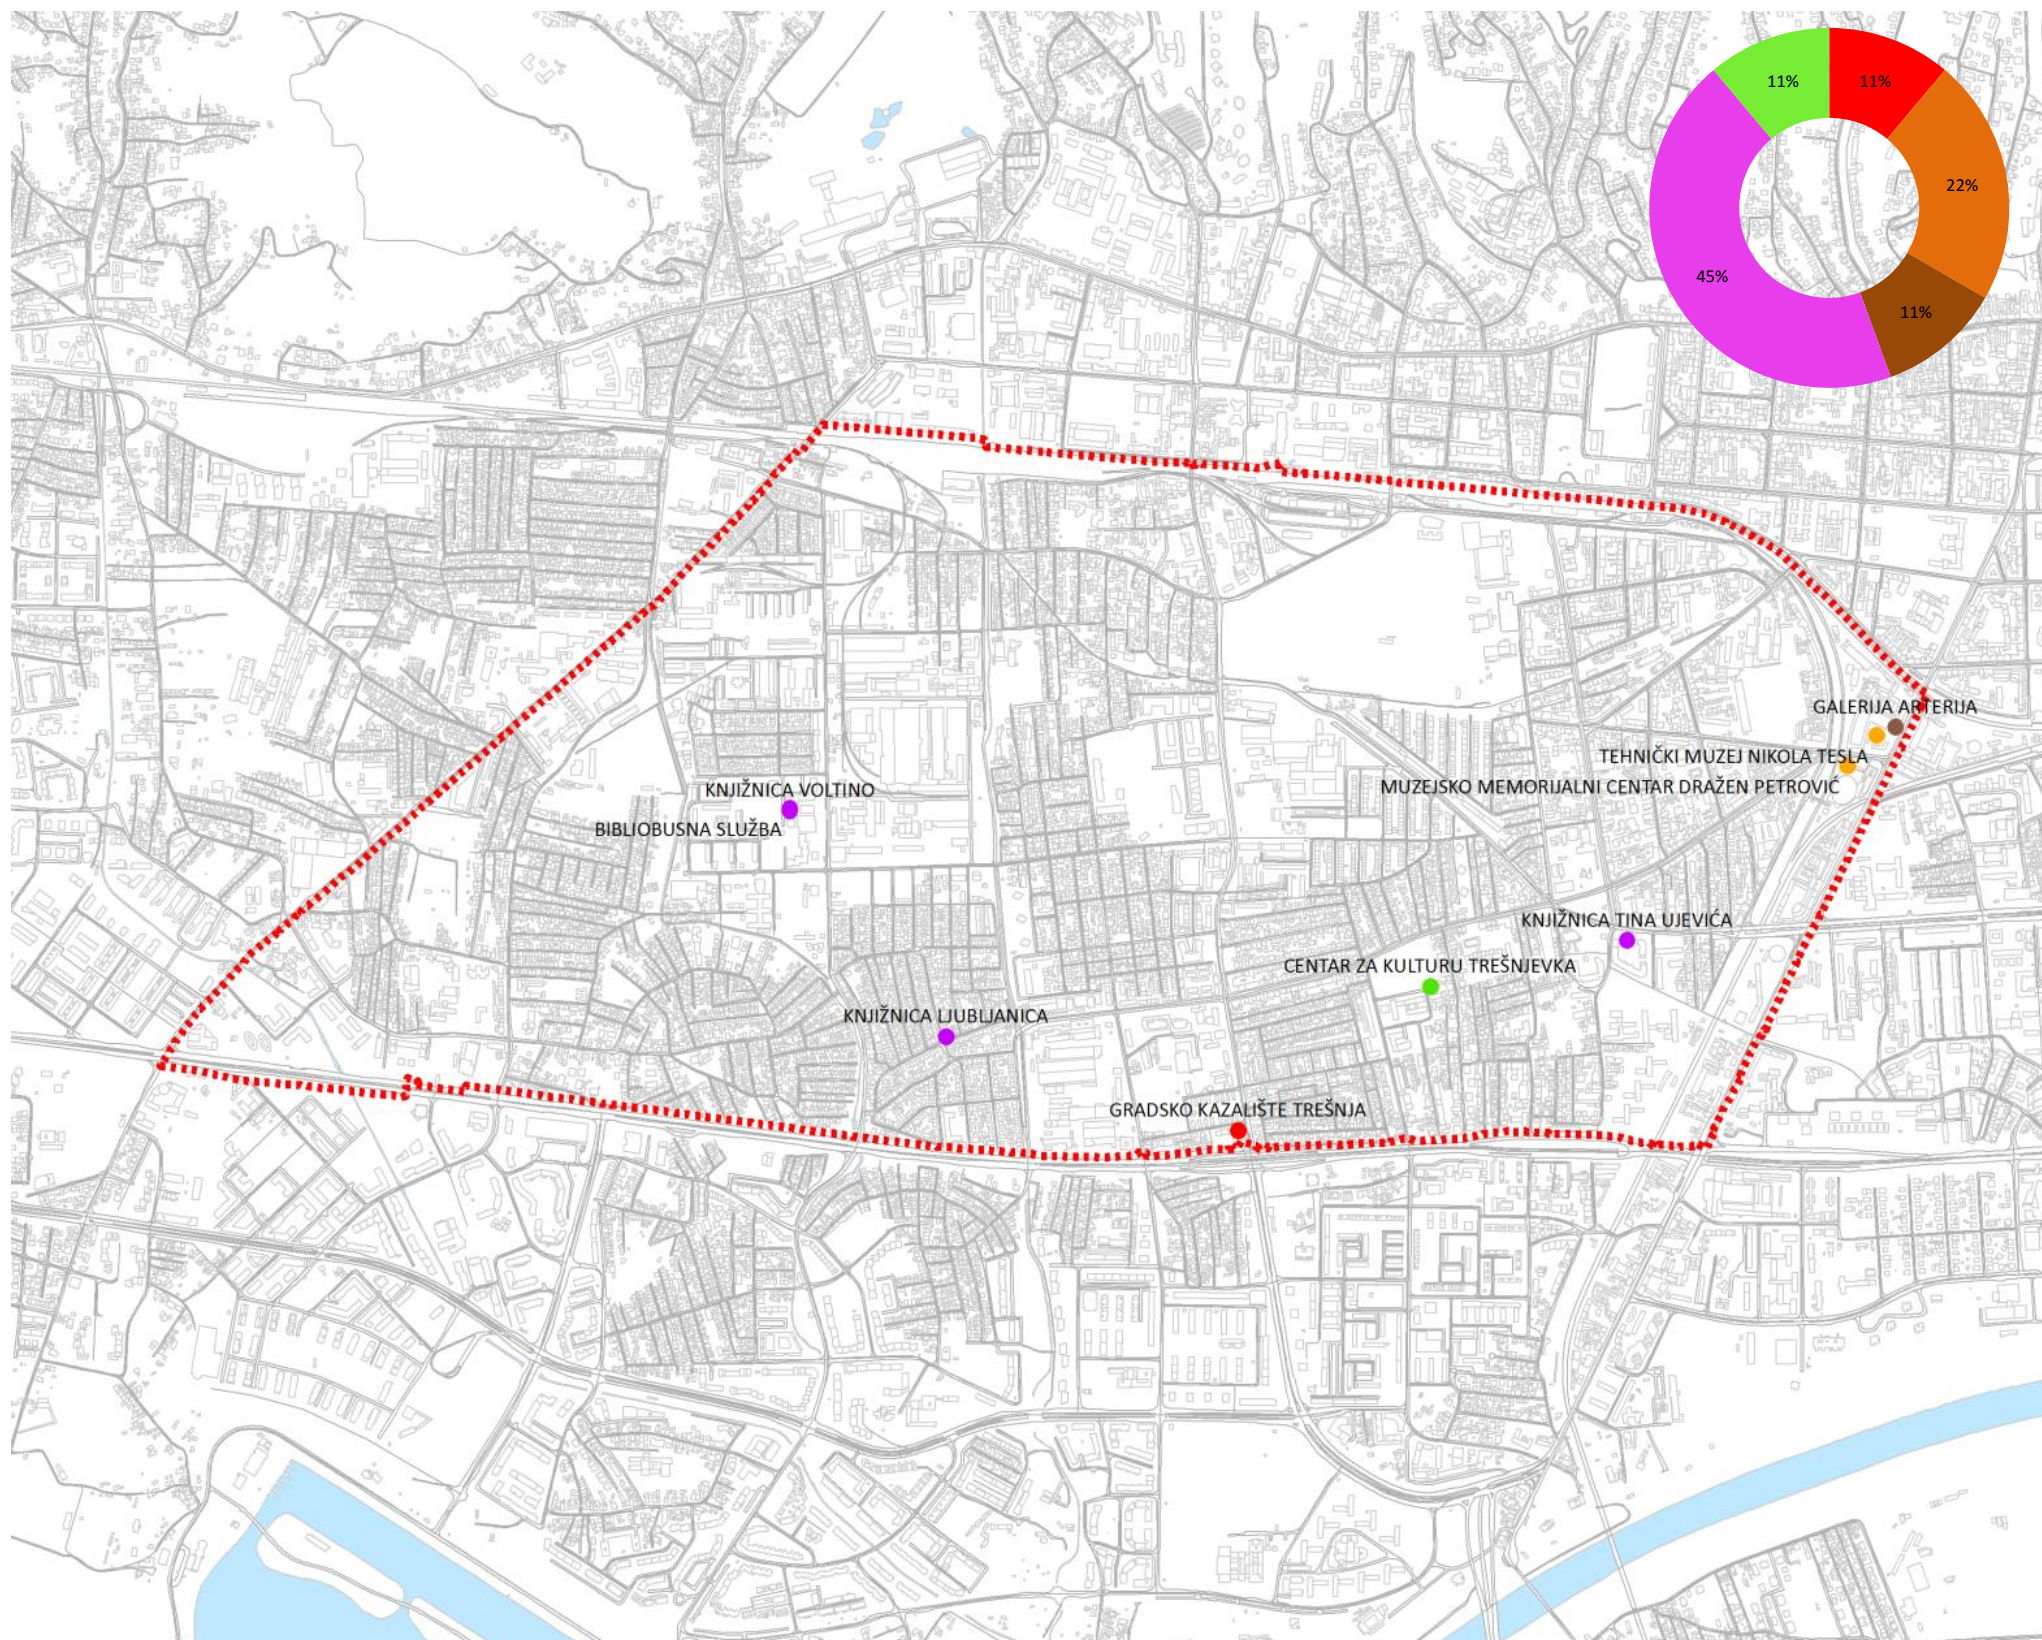 11%
11%
22%
45%
11%
GALERIJA ARTERIJA
TEHNIČKI MUZEJ NIKOLA TESLA
MUZEJSKO MEMORIJALNI CENTAR DRAŽEN PETROVIĆ
KNJIŽNICA VOLTINO
BIBLIOBUSNA SLUŽBA
KNJIŽNICA TINA UJEVIĆA
CENTAR ZA KULTURU TREŠNJEVKA
KNJIŽNICA LJUBLJANICA
GRADSKO KAZALIŠTE TREŠNJA